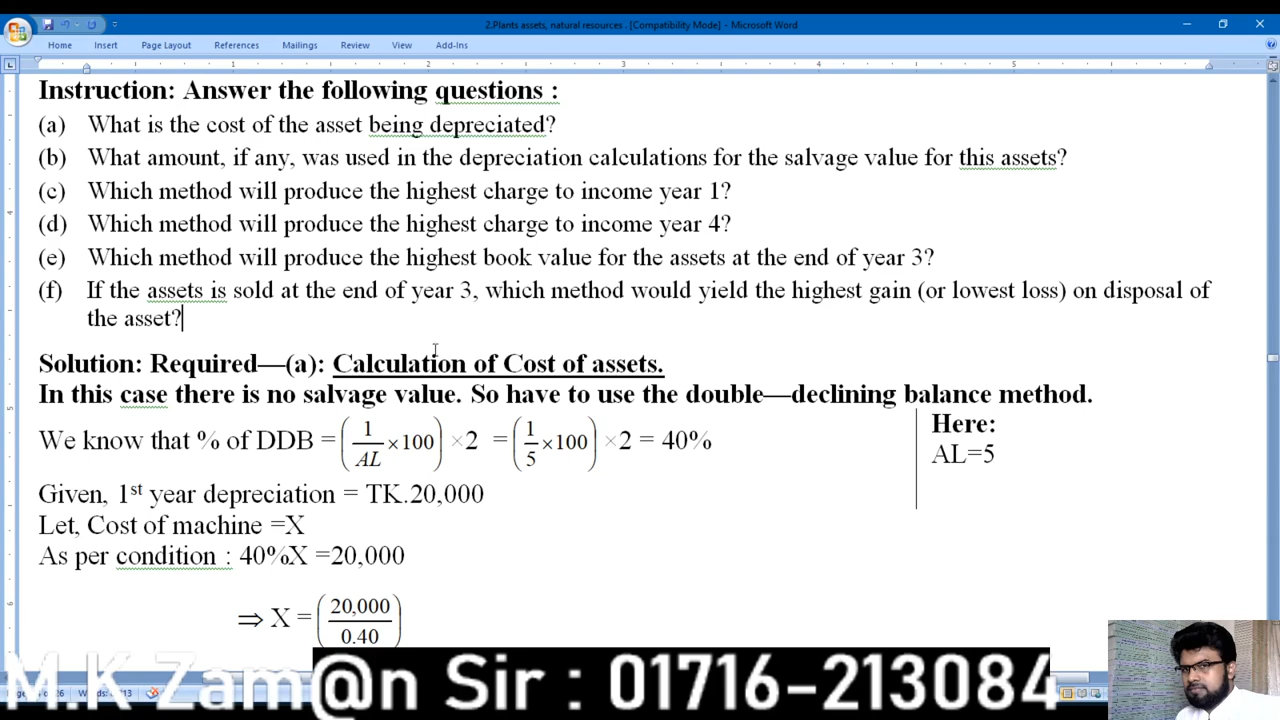 2.Plants assets, natural resources . [Compatibility Mode] - Microsoft Word
Home Insert Page Layout References Mailings Review View Add-Ins
1 2 3 4 5
Instruction: Answer the following questions :
(a) What is the cost of the asset being depreciated?
(b) What amount, if any, was used in the depreciation calculations for the salvage value for this assets?
(c) Which method will produce the highest charge to income year 1?
(d) Which method will produce the highest charge to income year 4?
(e) Which method will produce the highest book value for the assets at the end of year 3?
(f) If the assets is sold at the end of year 3, which method would yield the highest gain (or lowest loss) on disposal of
the asset?
Solution: Required—(a): Calculation of Cost of assets.
In this case there is no salvage value. So have to use the double—declining balance method.
We know that % of DDB = (1/AL ×100) ×2 = (1/5 ×100) ×2 = 40%
Here:
AL=5
Given, 1st year depreciation = TK.20,000
Let, Cost of machine =X
As per condition : 40%X =20,000
⇒ X = (20,000/0.40)
M.K Zam@n Sir : 01716-213084